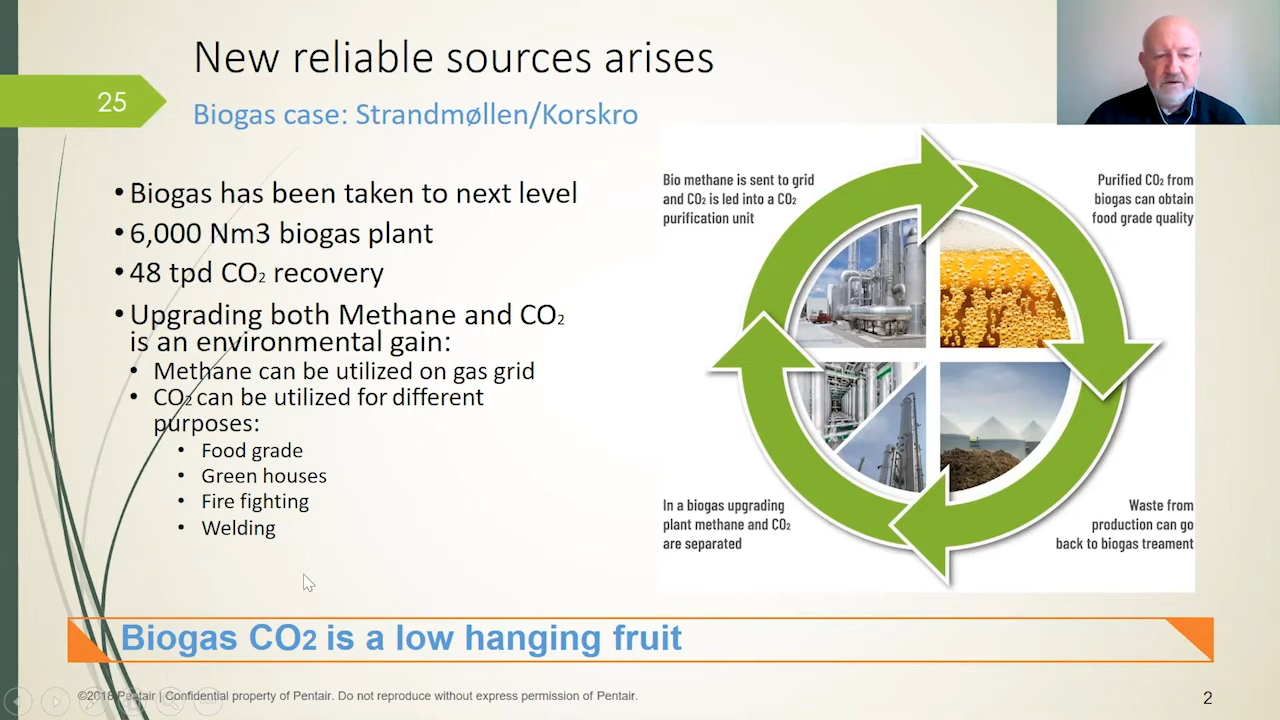 New reliable sources arises
25
Biogas case: Strandmøllen/Korskro
• Biogas has been taken to next level
• 6,000 Nm3 biogas plant
• 48 tpd CO₂ recovery
• Upgrading both Methane and CO₂
is an environmental gain:
• Methane can be utilized on gas grid
• CO₂ can be utilized for different
purposes:
• Food grade
• Green houses
• Fire fighting
• Welding
Bio methane is sent to grid
and CO₂ is led into a CO₂
purification unit
Purified CO₂ from
biogas can obtain
food grade quality
In a biogas upgrading
plant methane and CO₂
are separated
Waste from
production can go
back to biogas treament
Biogas CO2 is a low hanging fruit
©2018 Pentair | Confidential property of Pentair. Do not reproduce without express permission of Pentair.
2